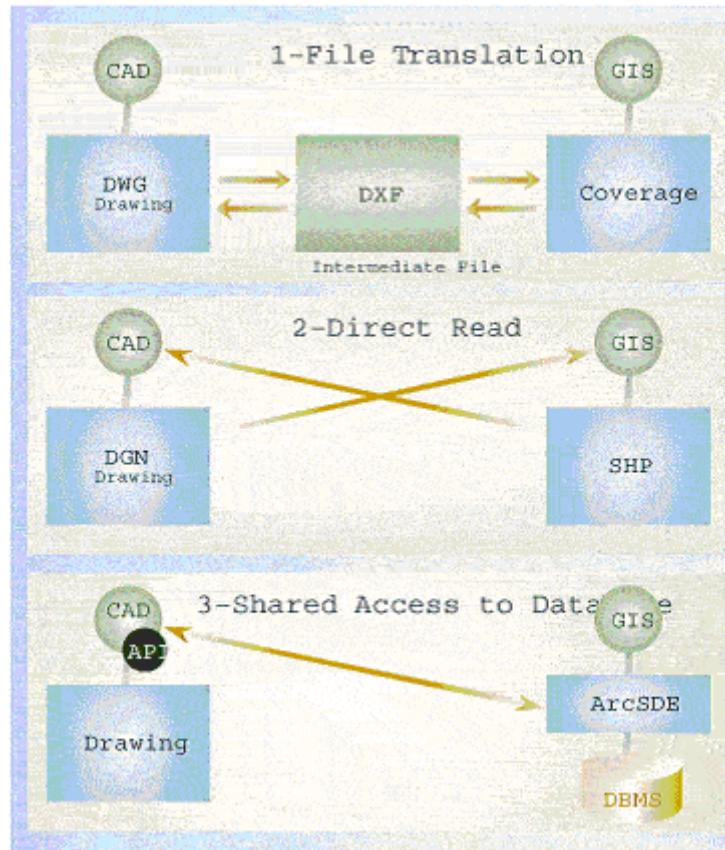 1-File Translation
CAD
GIS
DWG
Drawing
DXF
Coverage
Intermediate File
2-Direct Read
CAD
GIS
DGN
Drawing
SHP
3-Shared Access to
CAD
GIS
API
ArcSDE
Drawing
DBMS